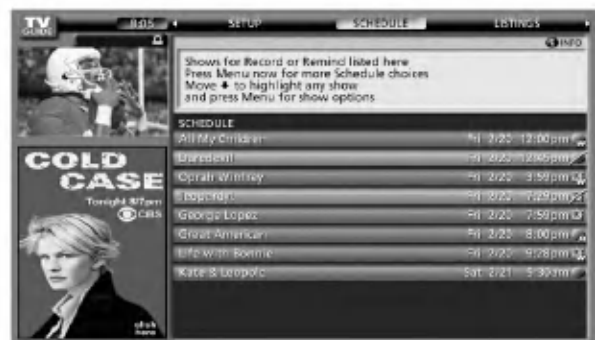 TV GUIDE 8:05 SETUP SCHEDULE LISTINGS
INFO
Shows for Record or Remind listed here
Press Menu now for more Schedule choices
Move to highlight any show
and press Menu for show options
SCHEDULE
All My Children Fri 2/20 12:00pm
Daredevil Fri 2/20 12:45pm
Oprah Winfrey Fri 2/20 3:59pm
Jeopardy! Fri 2/20 7:29pm
George Lopez Fri 2/20 7:59pm
Great American Fri 2/20 8:00pm
Life with Bonnie Fri 2/20 9:28pm
Kate & Leopold Sat 2/21 5:30am
COLD
CASE
Tonight 8/7pm
CBS
click
here